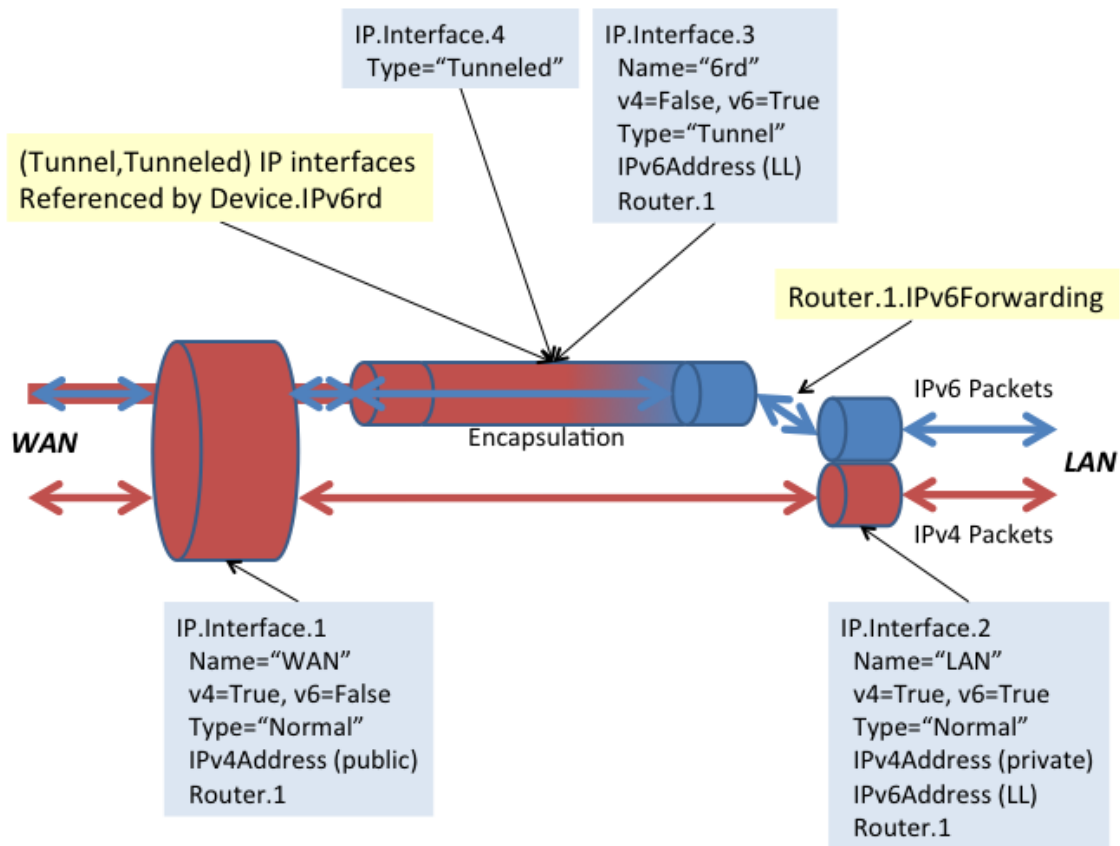 IP.Interface.4
Type=“Tunneled”
IP.Interface.3
Name=“6rd”
v4=False, v6=True
Type=“Tunnel”
IPv6Address (LL)
Router.1
(Tunnel,Tunneled) IP interfaces
Referenced by Device.IPv6rd
Router.1.IPv6Forwarding
IPv6 Packets
Encapsulation
WAN
LAN
IPv4 Packets
IP.Interface.1
Name=“WAN”
v4=True, v6=False
Type=“Normal”
IPv4Address (public)
Router.1
IP.Interface.2
Name=“LAN”
v4=True, v6=True
Type=“Normal”
IPv4Address (private)
IPv6Address (LL)
Router.1